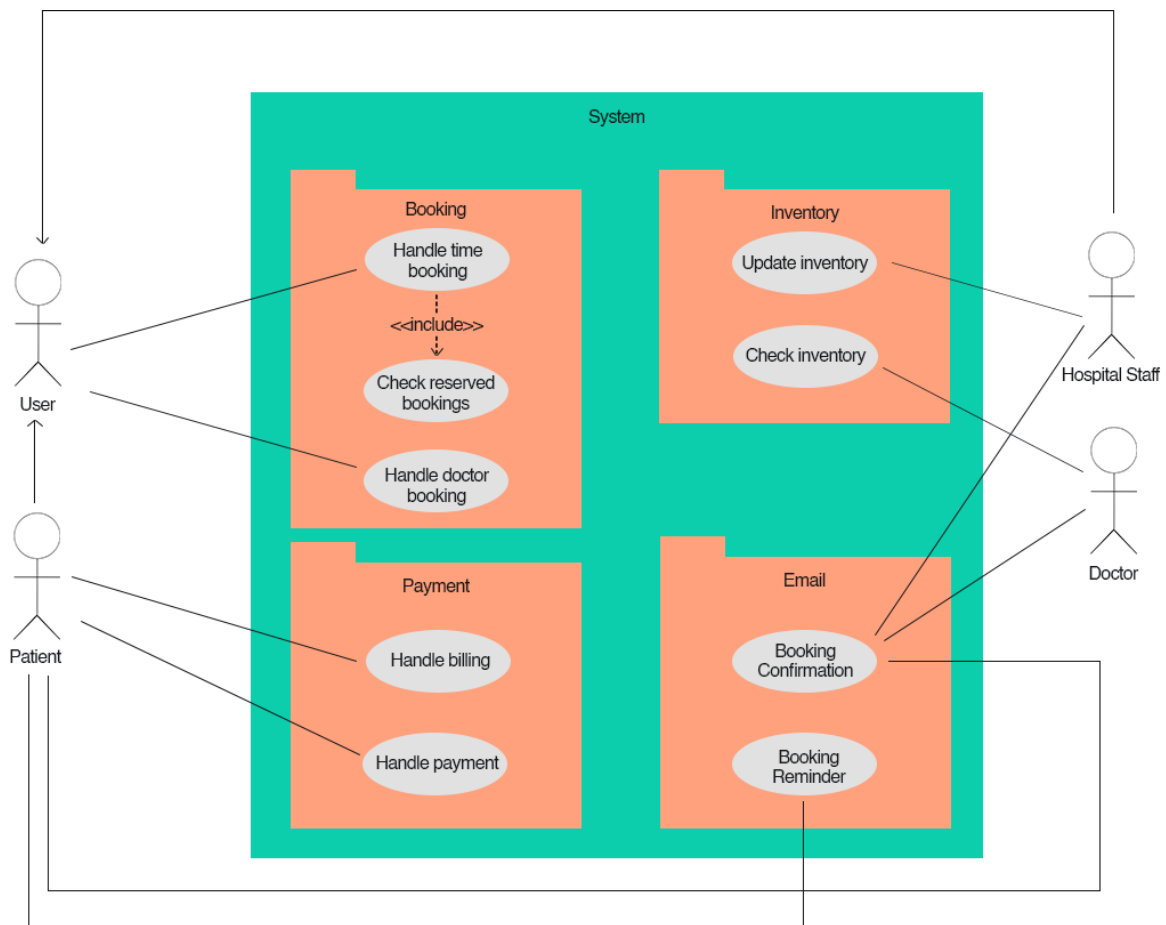 System
Booking
Handle time
booking
<<include>>
Check reserved
bookings
Handle doctor
booking
Inventory
Update inventory
Check inventory
Payment
Handle billing
Handle payment
Email
Booking
Confirmation
Booking
Reminder
User
Patient
Hospital Staff
Doctor